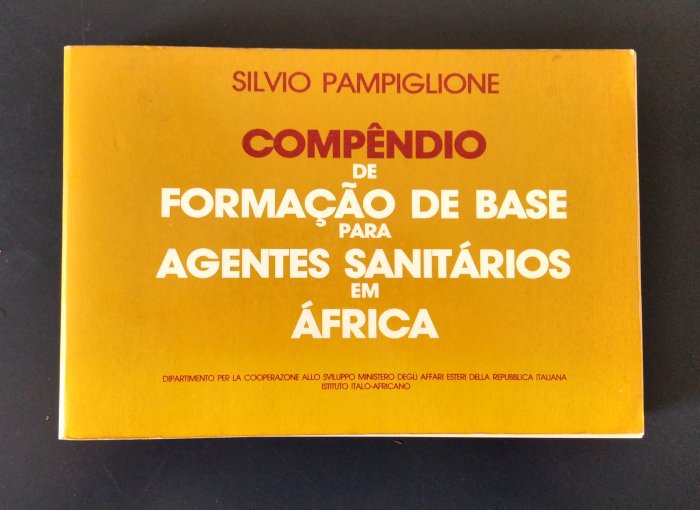 SILVIO PAMPIGLIONE
COMPÊNDIO
DE
FORMAÇÃO DE BASE
PARA
AGENTES SANITÁRIOS
EM
ÁFRICA
DIPARTIMENTO PER LA COOPERAZONE ALLO SVILUPPO MINISTERO DEGLI AFFARI ESTERI DELLA REPUBBLICA ITALIANA
ISTITUTO ITALO-AFRICANO